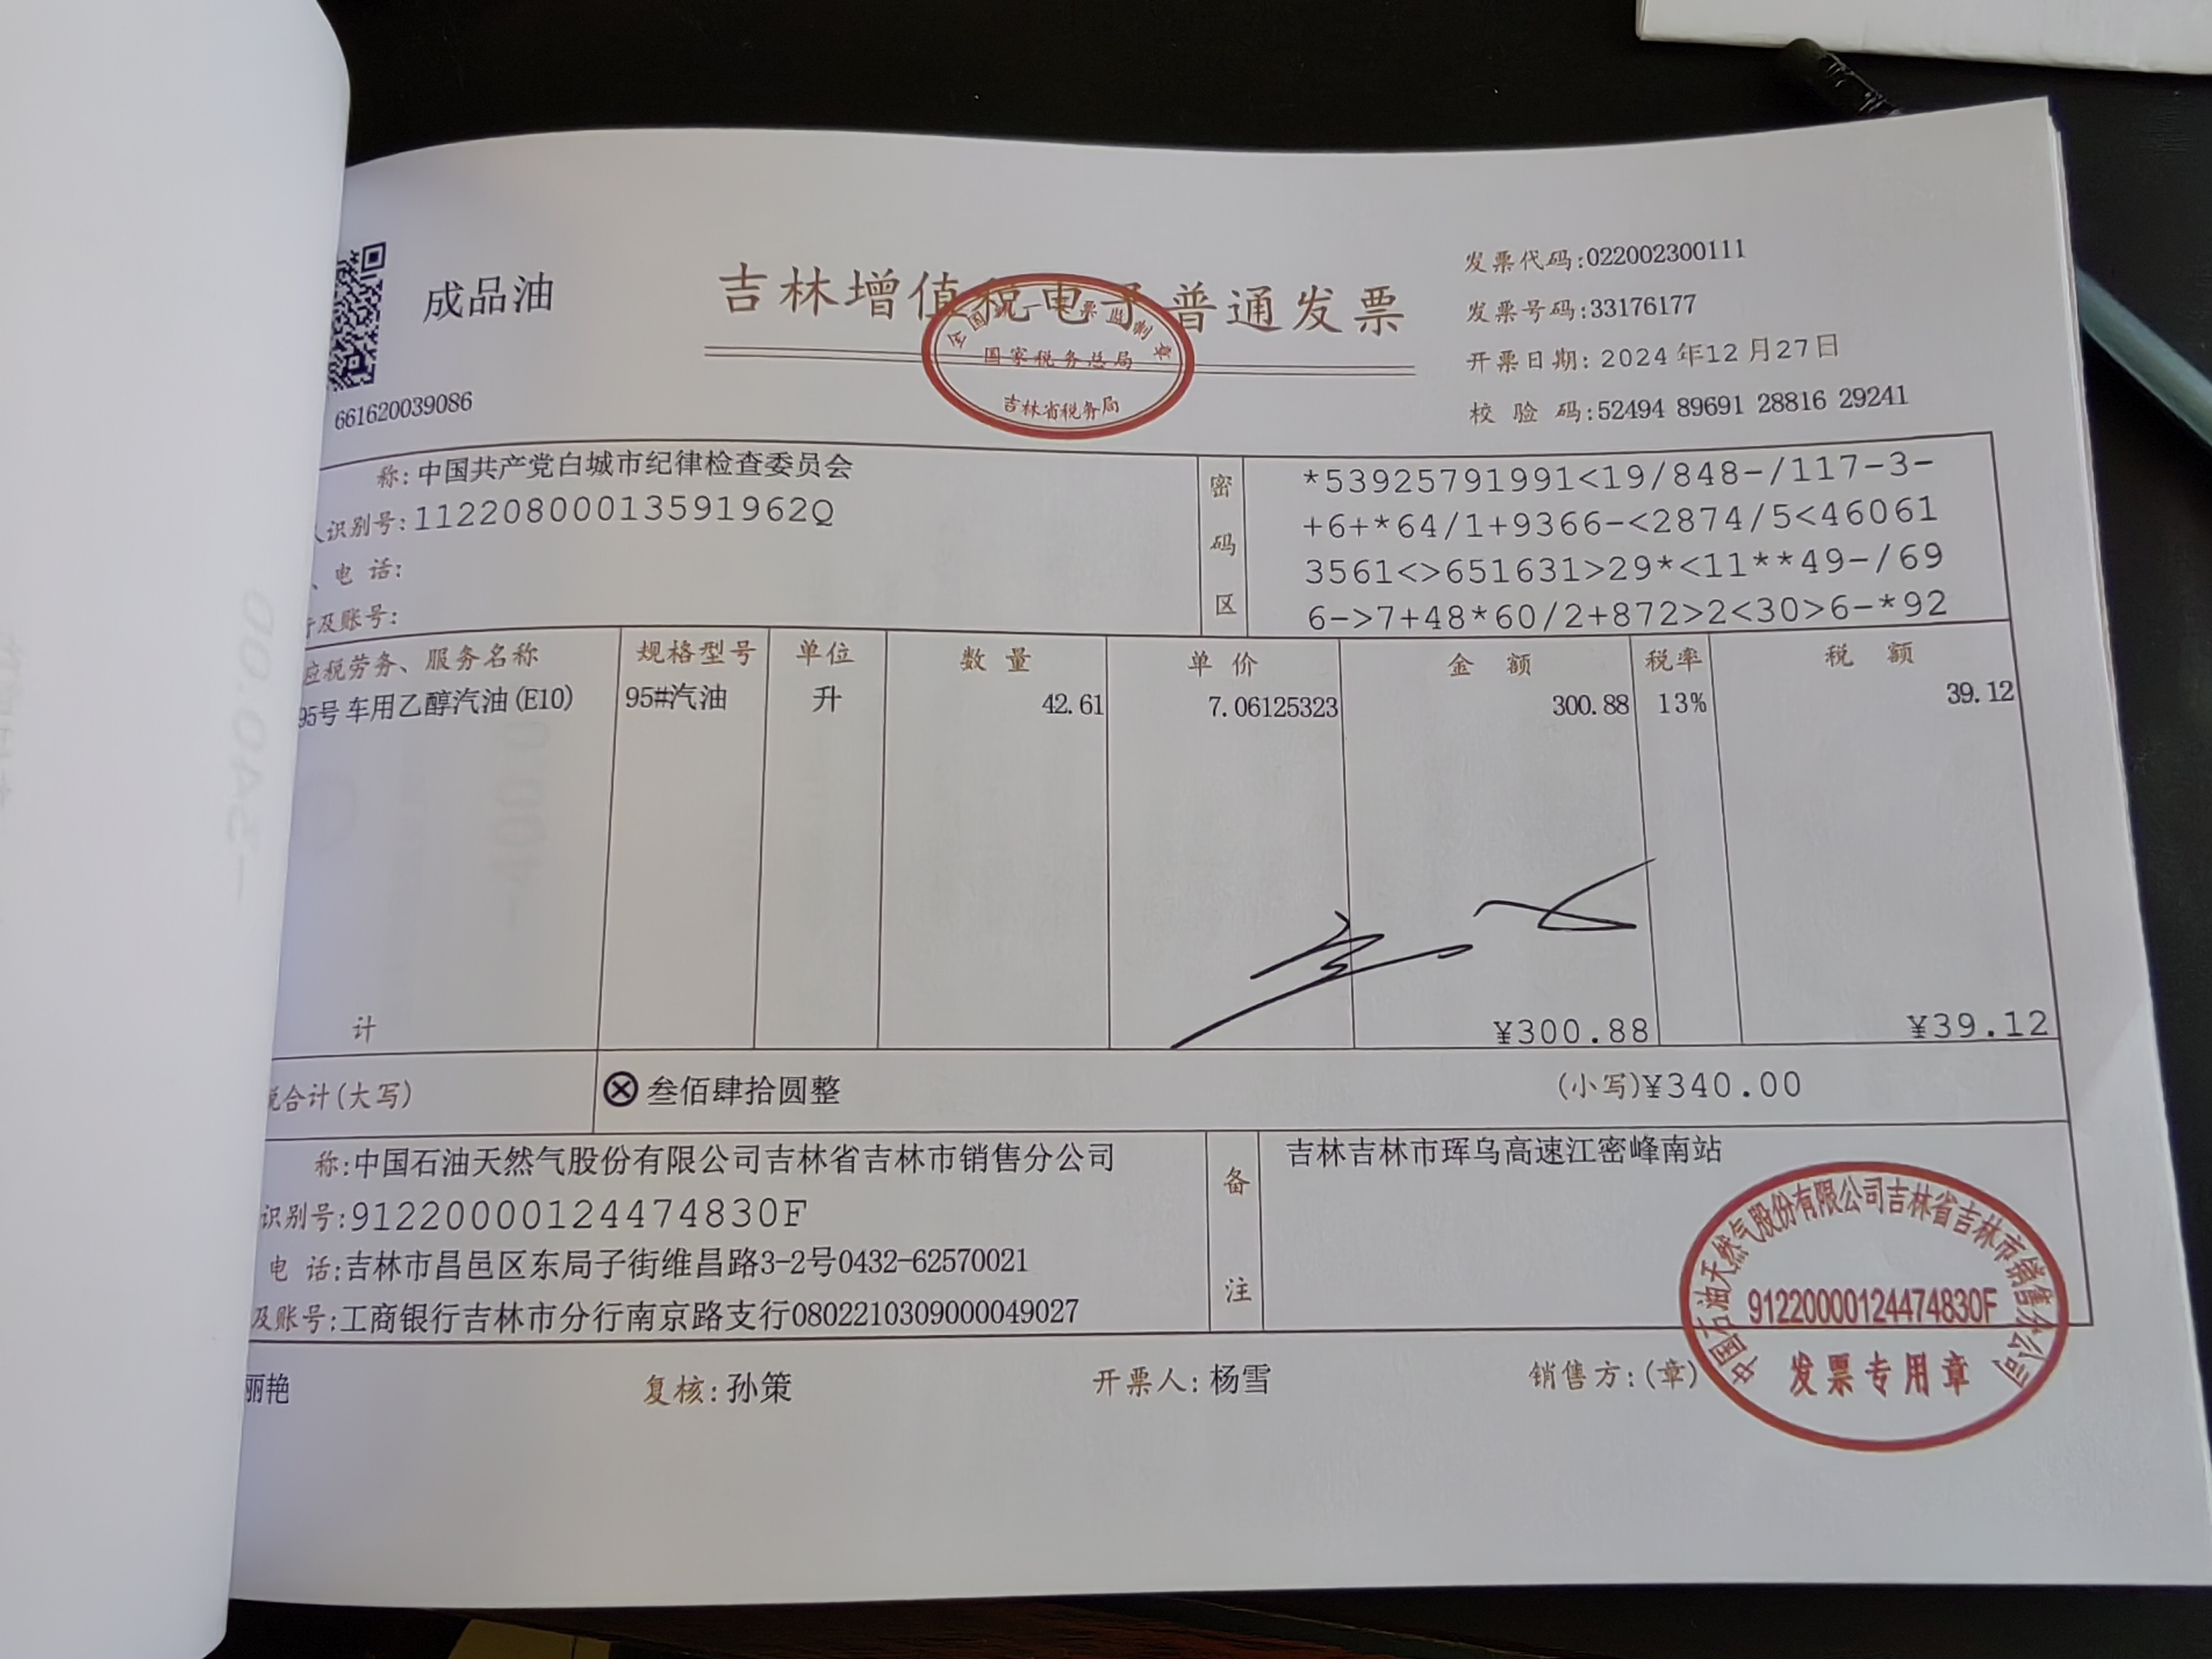 成品油
吉林增值税电子普通发票
全国统一发票监制章
国家税务总局
吉林省税务局
发票代码:022002300111
发票号码:33176177
开票日期: 2024年12月27日
校 验 码:52494 89691 28816 29241
661620039086
称:中国共产党白城市纪律检查委员会
识别号:11220800013591962Q
、电 话:
及账号:
密码区
*53925791991<19/848-/117-3-
+6+*64/1+9366-<2874/5<46061
3561<>651631>29*<11**49-/69
6->7+48*60/2+872>2<30>6-*92
应税劳务、服务名称 规格型号 单位 数 量 单 价 金 额 税率 税 额
95号 车用乙醇汽油(E10) 95#汽油 升 42.61 7.06125323 300.88 13% 39.12
计 ¥300.88 ¥39.12
税合计(大写) ⊗叁佰肆拾圆整 (小写)¥340.00
称:中国石油天然气股份有限公司吉林省吉林市销售分公司
识别号:91220000124474830F
电 话:吉林市昌邑区东局子街维昌路3-2号0432-62570021
及账号:工商银行吉林市分行南京路支行0802210309000049027
备注
吉林吉林市珲乌高速江密峰南站
中国石油天然气股份有限公司吉林省吉林市销售分公司
91220000124474830F
发票专用章
丽艳 复核:孙策 开票人:杨雪 销售方:(章)